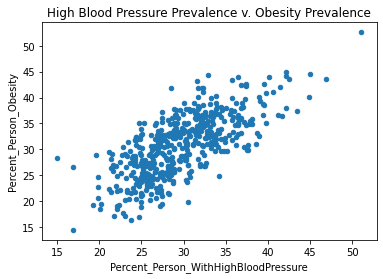 High Blood Pressure Prevalence v. Obesity Prevalence
50
45
40
35
30
25
20
15
Percent_Person_Obesity
15 20 25 30 35 40 45 50
Percent_Person_WithHighBloodPressure